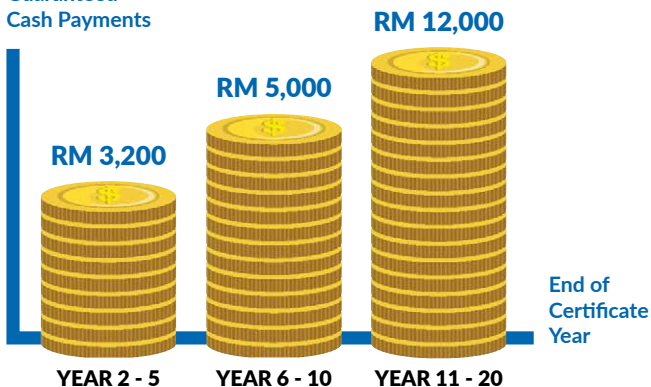 Cash Payments
RM 12,000
RM 5,000
RM 3,200
End of
Certificate
Year
YEAR 2 - 5
YEAR 6 - 10
YEAR 11 - 20